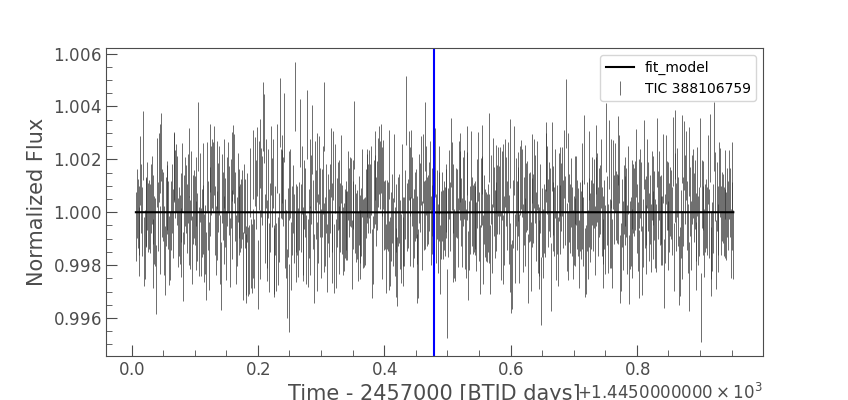 1.006
1.004
1.002
1.000
0.998
0.996
Normalized Flux
fit_model
TIC 388106759
0.0 0.2 0.4 0.6 0.8
Time - 2457000 [BTJD days]
+1.4450000000 × 10³